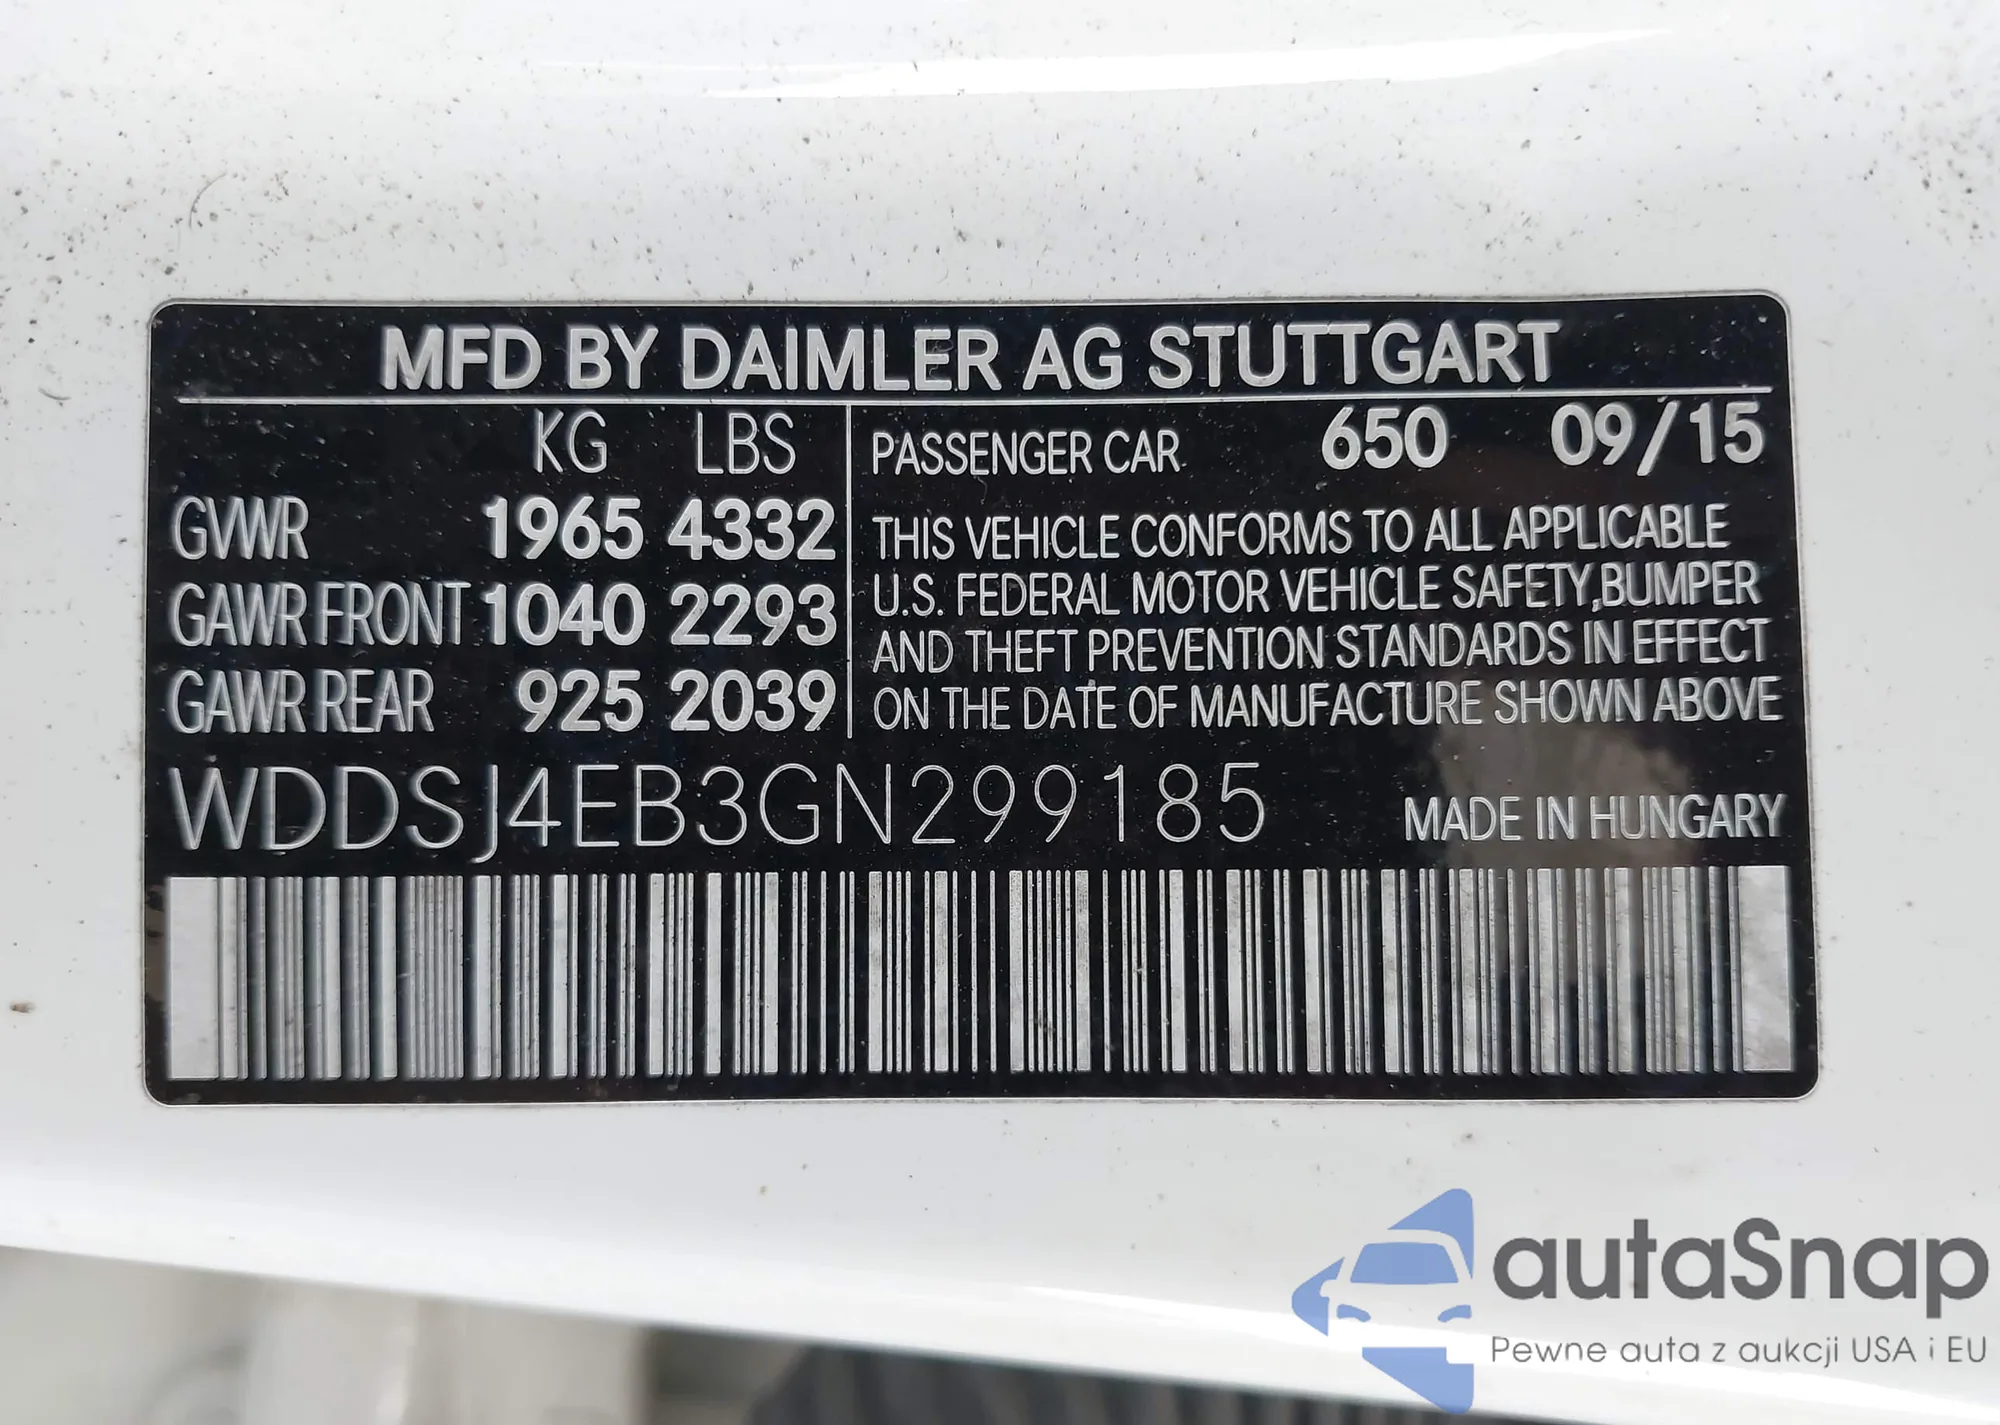 MFD BY DAIMLER AG STUTTGART
KG LBS
GVWR 1965 4332
GAWR FRONT 1040 2293
GAWR REAR 925 2039
PASSENGER CAR 650 09/15
THIS VEHICLE CONFORMS TO ALL APPLICABLE
U.S. FEDERAL MOTOR VEHICLE SAFETY,BUMPER
AND THEFT PREVENTION STANDARDS IN EFFECT
ON THE DATE OF MANUFACTURE SHOWN ABOVE
WDDSJ4EB3GN299185
MADE IN HUNGARY
autaSnap
Pewne auta z aukcji USA i EU